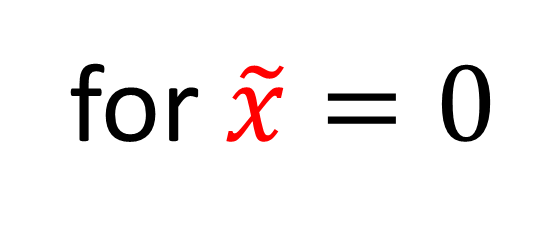 for x̃ = 0